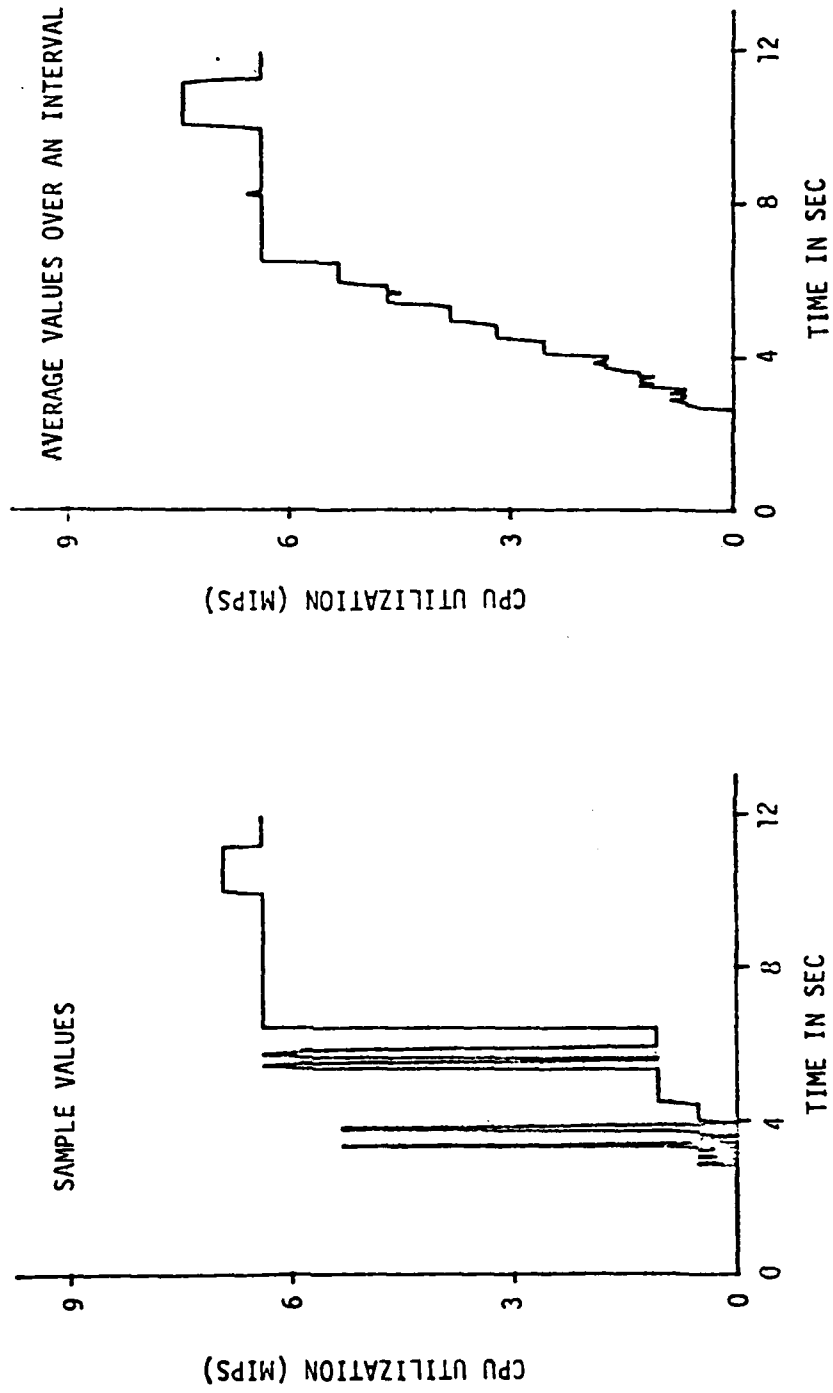 SAMPLE VALUES
CPU UTILIZATION (MIPS)
9
6
3
0
0
4
8
12
TIME IN SEC
AVERAGE VALUES OVER AN INTERVAL
CPU UTILIZATION (MIPS)
9
6
3
0
0
4
8
12
TIME IN SEC